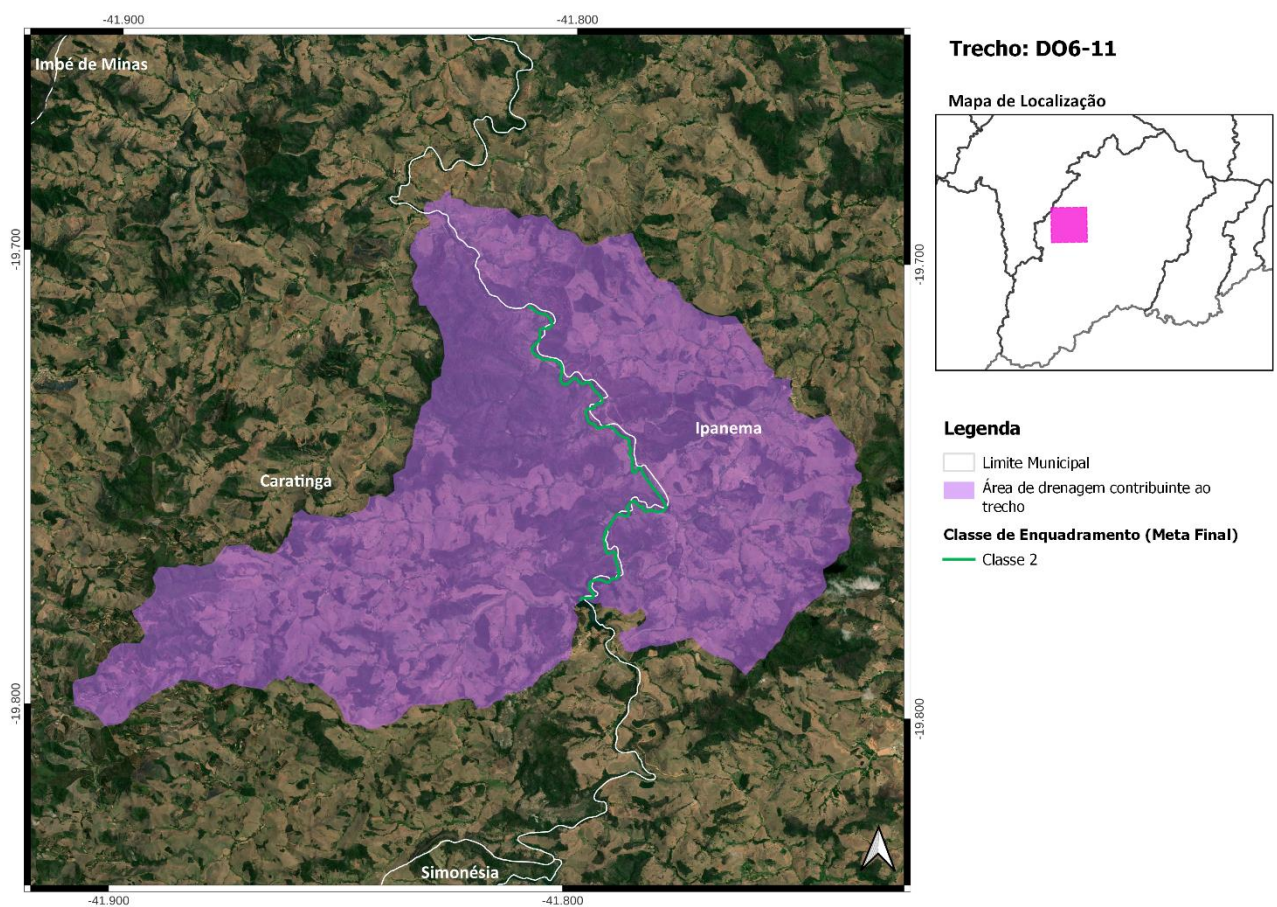 -41.900
-41.800
Trecho: DO6-11
Imbé de Minas
Mapa de Localização
-19.700
-19.700
Ipanema
Legenda
Limite Municipal
Caratinga
Área de drenagem contribuinte ao
trecho
Classe de Enquadramento (Meta Final)
Classe 2
-19.800
-19.800
Simonésia
-41.900
-41.800